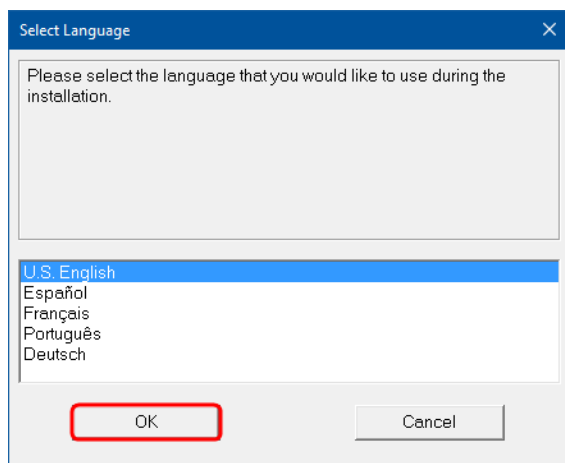 Select Language
Please select the language that you would like to use during the
installation.
U.S. English
Español
Français
Português
Deutsch
OK
Cancel